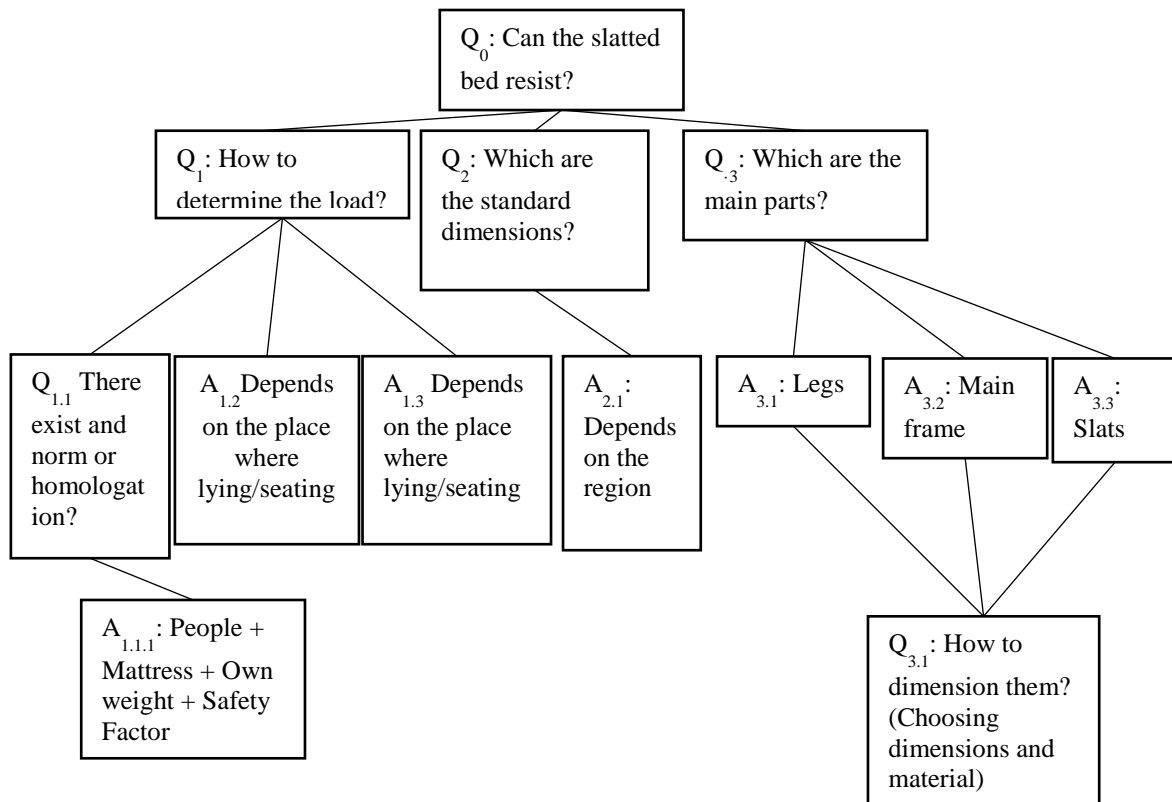 Q0: Can the slatted
bed resist?
Q1: How to
determine the load?
Q2: Which are
the standard
dimensions?
Q.3: Which are the
main parts?
Q1.1 There
exist and
norm or
homologat
ion?
A1.2 Depends
on the place
where
lying/seating
A1.3 Depends
on the place
where
lying/seating
A2.1:
Depends
on the
region
A3.1: Legs
A3.2: Main
frame
A3.3:
Slats
A1.1.1: People +
Mattress + Own
weight + Safety
Factor
Q3.1: How to
dimension them?
(Choosing
dimensions and
material)